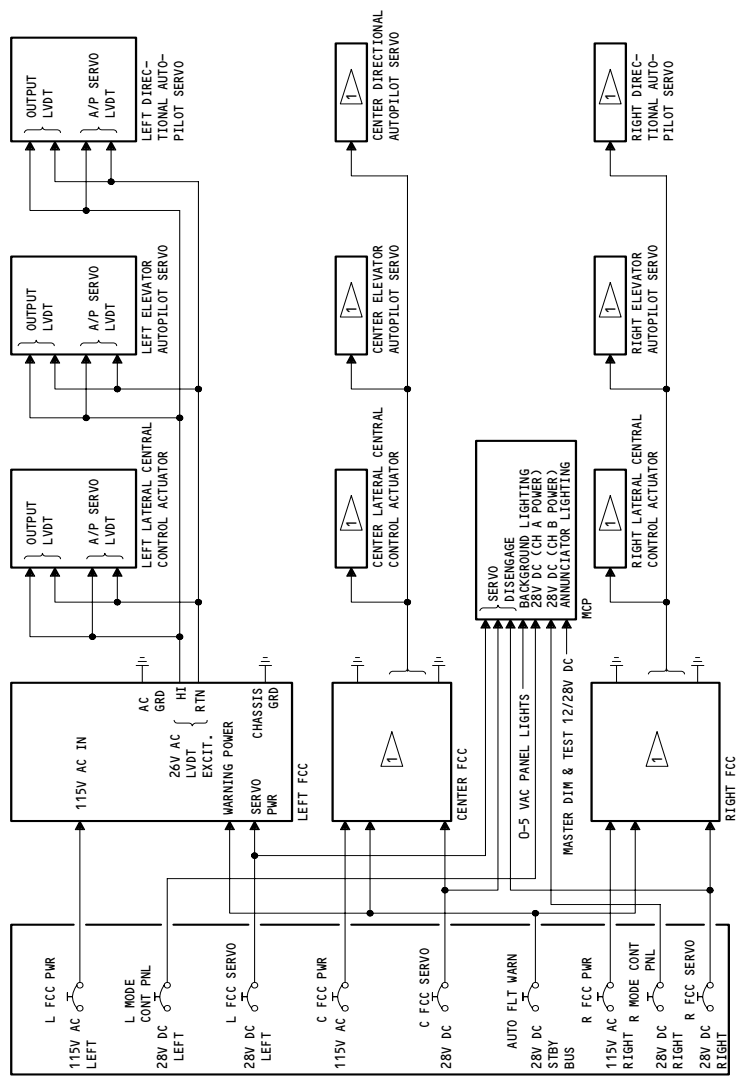 L FCC PWR
115V AC
LEFT
L MODE
CONT PNL
28V DC
LEFT
L FCC SERVO
28V DC
LEFT
C FCC PWR
115V AC
C FCC SERVO
28V DC
AUTO FLT WARN
28V DC
STBY
BUS
R FCC PWR
115V AC
RIGHT
R MODE CONT
PNL
28V DC
RIGHT
R FCC SERVO
28V DC
RIGHT
115V AC IN
AC
GRD
26V AC
LVDT
EXCIT.
HI
RTN
WARNING POWER
SERVO
PWR
CHASSIS
GRD
LEFT FCC
1
CENTER FCC
0-5 VAC PANEL LIGHTS
MASTER DIM & TEST 12/28V DC
1
RIGHT FCC
OUTPUT
LVDT
A/P SERVO
LVDT
LEFT LATERAL CENTRAL
CONTROL ACTUATOR
1
CENTER LATERAL CENTRAL
CONTROL ACTUATOR
SERVO
DISENGAGE
BACKGROUND LIGHTING
28V DC (CH A POWER)
28V DC (CH B POWER)
ANNUNCIATOR LIGHTING
MCP
1
RIGHT LATERAL CENTRAL
CONTROL ACTUATOR
OUTPUT
LVDT
A/P SERVO
LVDT
LEFT ELEVATOR
AUTOPILOT SERVO
1
CENTER ELEVATOR
AUTOPILOT SERVO
1
RIGHT ELEVATOR
AUTOPILOT SERVO
OUTPUT
LVDT
A/P SERVO
LVDT
LEFT DIREC-
TIONAL AUTO-
PILOT SERVO
1
CENTER DIRECTIONAL
AUTOPILOT SERVO
1
RIGHT DIREC-
TIONAL AUTO-
PILOT SERVO